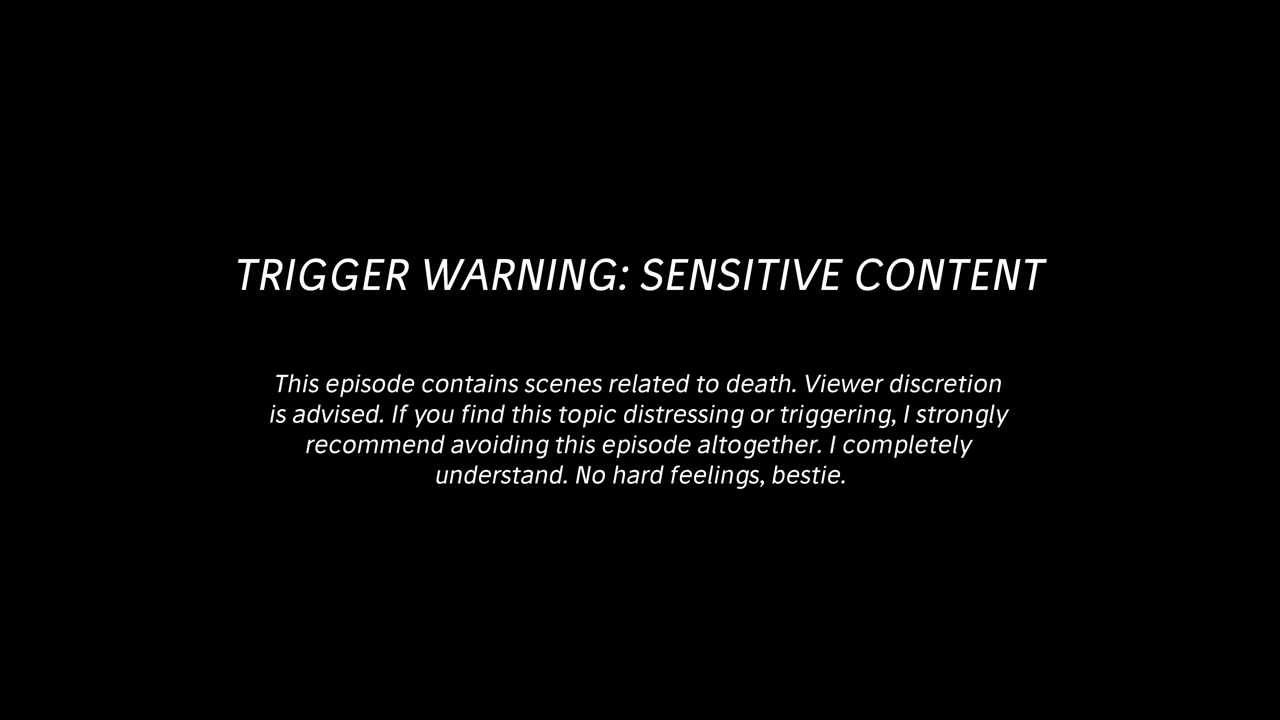 TRIGGER WARNING: SENSITIVE CONTENT
This episode contains scenes related to death. Viewer discretion
is advised. If you find this topic distressing or triggering, I strongly
recommend avoiding this episode altogether. I completely
understand. No hard feelings, bestie.